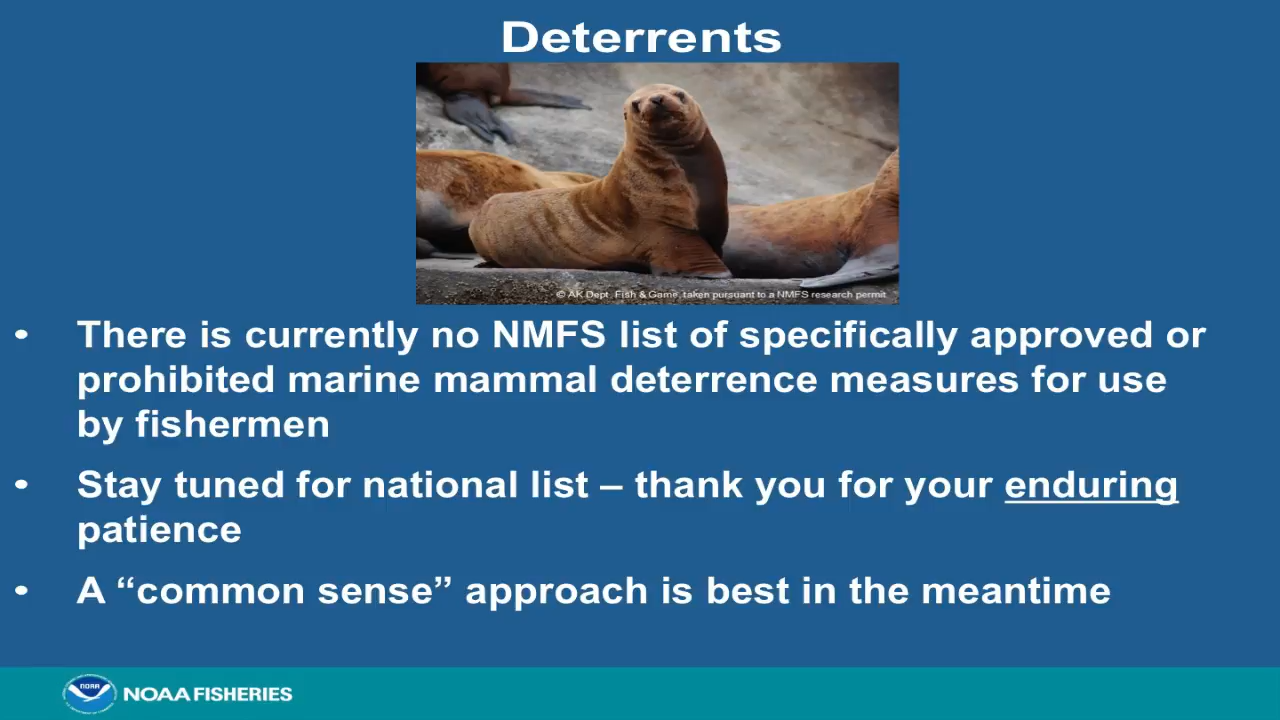 Deterrents
© AK Dept. Fish & Game, taken pursuant to a NMFS research permit
• There is currently no NMFS list of specifically approved or
prohibited marine mammal deterrence measures for use
by fishermen
• Stay tuned for national list – thank you for your enduring
patience
• A “common sense” approach is best in the meantime
NOAA
NOAA FISHERIES